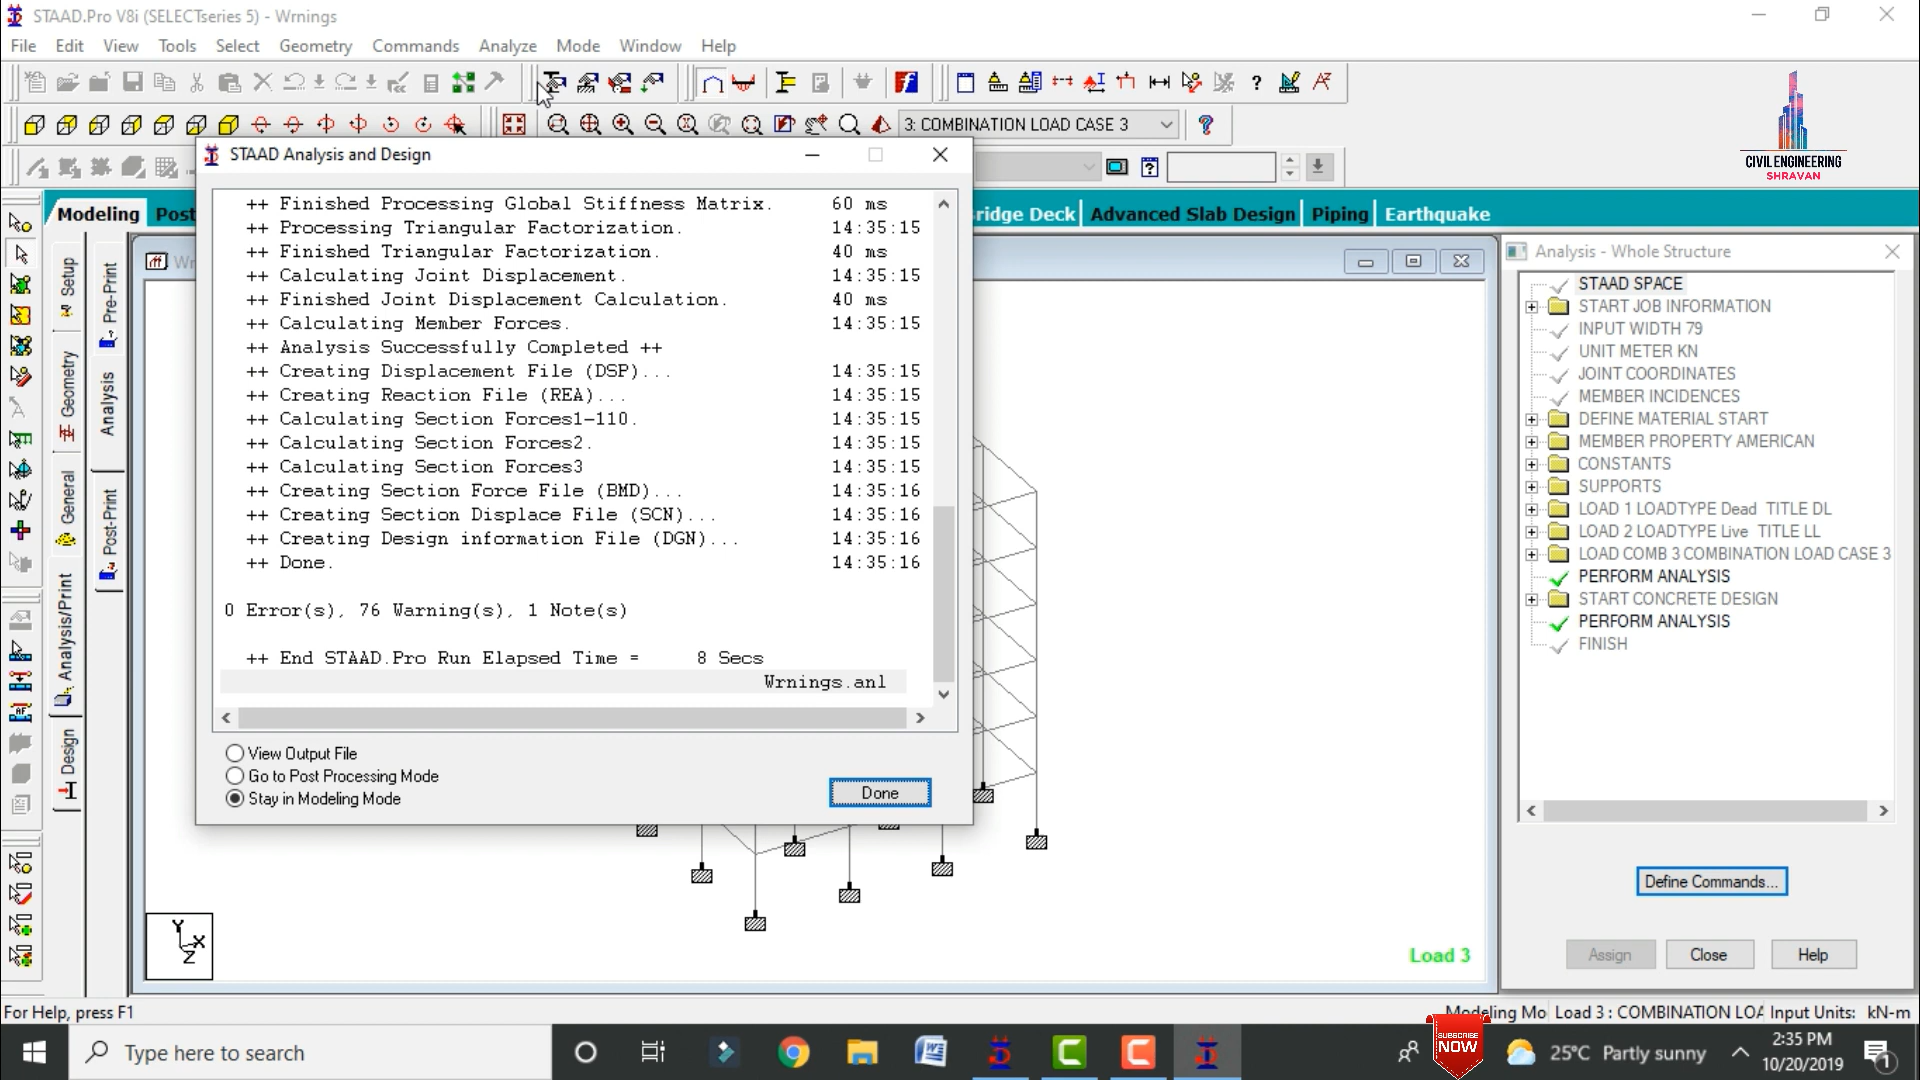 STAAD.Pro V8i (SELECTseries 5) - Wrnings
File Edit View Tools Select Geometry Commands Analyze Mode Window Help
3: COMBINATION LOAD CASE 3
CIVIL ENGINEERING
SHRAVAN
STAAD Analysis and Design
Modeling Post
ridge Deck Advanced Slab Design Piping Earthquake
++ Finished Processing Global Stiffness Matrix. 60 ms
++ Processing Triangular Factorization. 14:35:15
++ Finished Triangular Factorization. 40 ms
++ Calculating Joint Displacement. 14:35:15
++ Finished Joint Displacement Calculation. 40 ms
++ Calculating Member Forces. 14:35:15
++ Analysis Successfully Completed ++
++ Creating Displacement File (DSP)... 14:35:15
++ Creating Reaction File (REA)... 14:35:15
++ Calculating Section Forces1-110. 14:35:15
++ Calculating Section Forces2. 14:35:15
++ Calculating Section Forces3 14:35:15
++ Creating Section Force File (BMD)... 14:35:16
++ Creating Section Displace File (SCN)... 14:35:16
++ Creating Design information File (DGN)... 14:35:16
++ Done. 14:35:16
0 Error(s), 76 Warning(s), 1 Note(s)
++ End STAAD.Pro Run Elapsed Time = 8 Secs
Wrnings.anl
View Output File
Go to Post Processing Mode
Stay in Modeling Mode
Done
Setup
Geometry
General
Analysis/Print
Design
Pre-Print
Analysis
Post-Print
Wr
Analysis - Whole Structure
STAAD SPACE
START JOB INFORMATION
INPUT WIDTH 79
UNIT METER KN
JOINT COORDINATES
MEMBER INCIDENCES
DEFINE MATERIAL START
MEMBER PROPERTY AMERICAN
CONSTANTS
SUPPORTS
LOAD 1 LOADTYPE Dead TITLE DL
LOAD 2 LOADTYPE Live TITLE LL
LOAD COMB 3 COMBINATION LOAD CASE 3
PERFORM ANALYSIS
START CONCRETE DESIGN
PERFORM ANALYSIS
FINISH
Define Commands...
Assign Close Help
Y
X
Z
Load 3
For Help, press F1
Modeling Mo Load 3 : COMBINATION LOA Input Units: kN-m
Type here to search
SUBSCRIBE
NOW
25°C Partly sunny
2:35 PM
10/20/2019
1